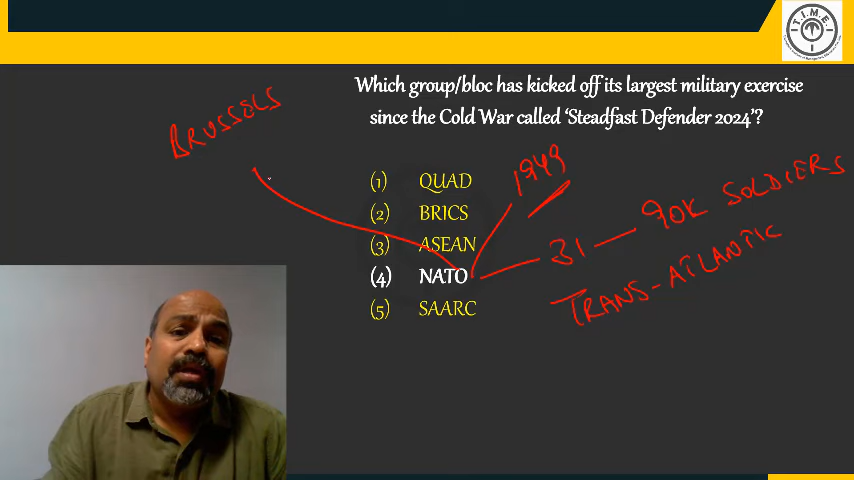 T.I.M.E.
Which group/bloc has kicked off its largest military exercise
since the Cold War called ‘Steadfast Defender 2024’?
BRUSSELS
1949
(1) QUAD
(2) BRICS
(3) ASEAN
(4) NATO
(5) SAARC
31 — 90K SOLDIERS
TRANS-ATLANTIC